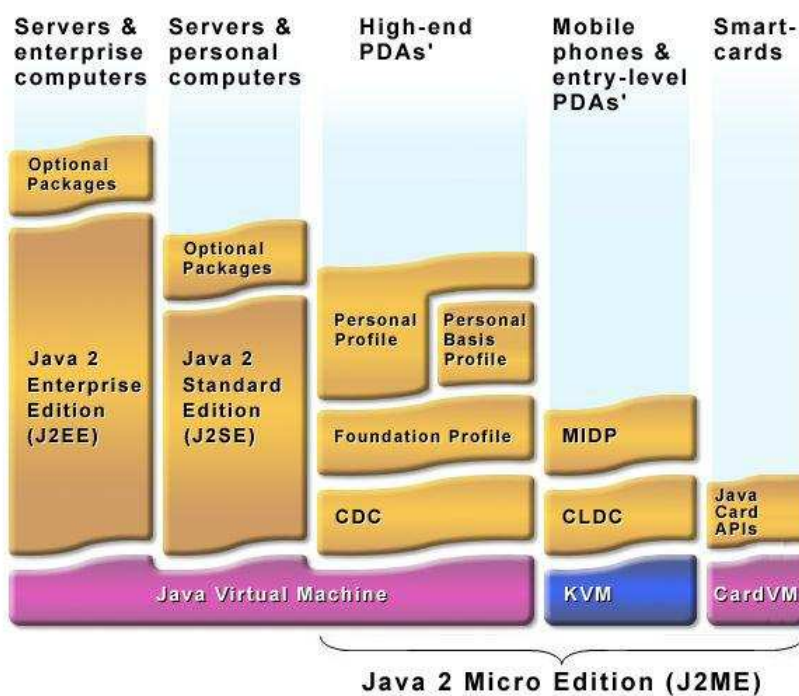 Servers &
enterprise
computers
Servers &
personal
computers
High-end
PDAs'
Mobile
phones &
entry-level
PDAs'
Smart-
cards
Optional
Packages
Java 2
Enterprise
Edition
(J2EE)
Optional
Packages
Java 2
Standard
Edition
(J2SE)
Personal
Profile
Personal
Basis
Profile
Foundation Profile
CDC
MIDP
CLDC
Java
Card
APIs
Java Virtual Machine
KVM
CardVM
Java 2 Micro Edition (J2ME)